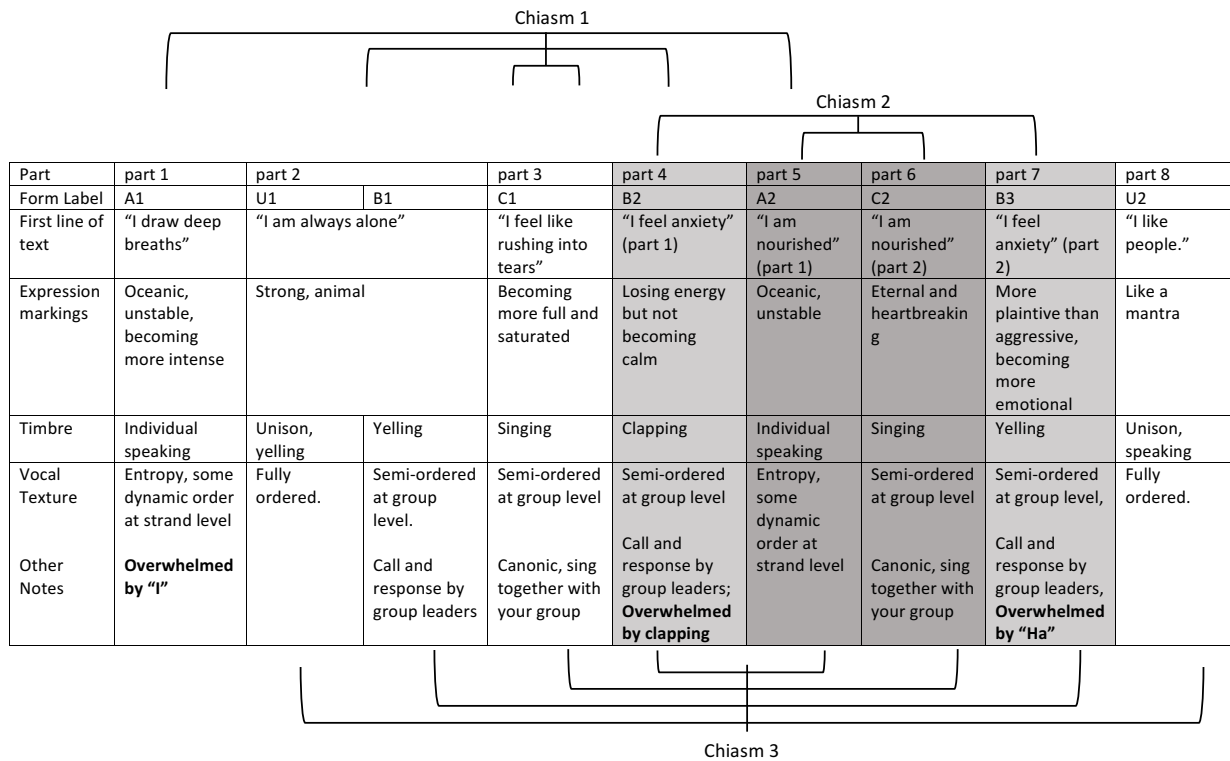 Chiasm 1
Chiasm 2
Part part 1 part 2 part 3 part 4 part 5 part 6 part 7 part 8
Form Label A1 U1 B1 C1 B2 A2 C2 B3 U2
First line of text "I draw deep breaths" "I am always alone" "I feel like rushing into tears" "I feel anxiety" (part 1) "I am nourished" (part 1) "I am nourished" (part 2) "I feel anxiety" (part 2) "I like people."
Expression markings Oceanic, unstable, becoming more intense Strong, animal Becoming more full and saturated Losing energy but not becoming calm Oceanic, unstable Eternal and heartbreaking More plaintive than aggressive, becoming more emotional Like a mantra
Timbre Individual speaking Unison, yelling Yelling Singing Clapping Individual speaking Singing Yelling Unison, speaking
Vocal Texture Entropy, some dynamic order at strand level Fully ordered. Semi-ordered at group level. Semi-ordered at group level Semi-ordered at group level Entropy, some dynamic order at strand level Semi-ordered at group level Semi-ordered at group level, Fully ordered.
Other Notes Overwhelmed by "I" Call and response by group leaders Canonic, sing together with your group Call and response by group leaders; Overwhelmed by clapping Canonic, sing together with your group Call and response by group leaders, Overwhelmed by "Ha"
Chiasm 3